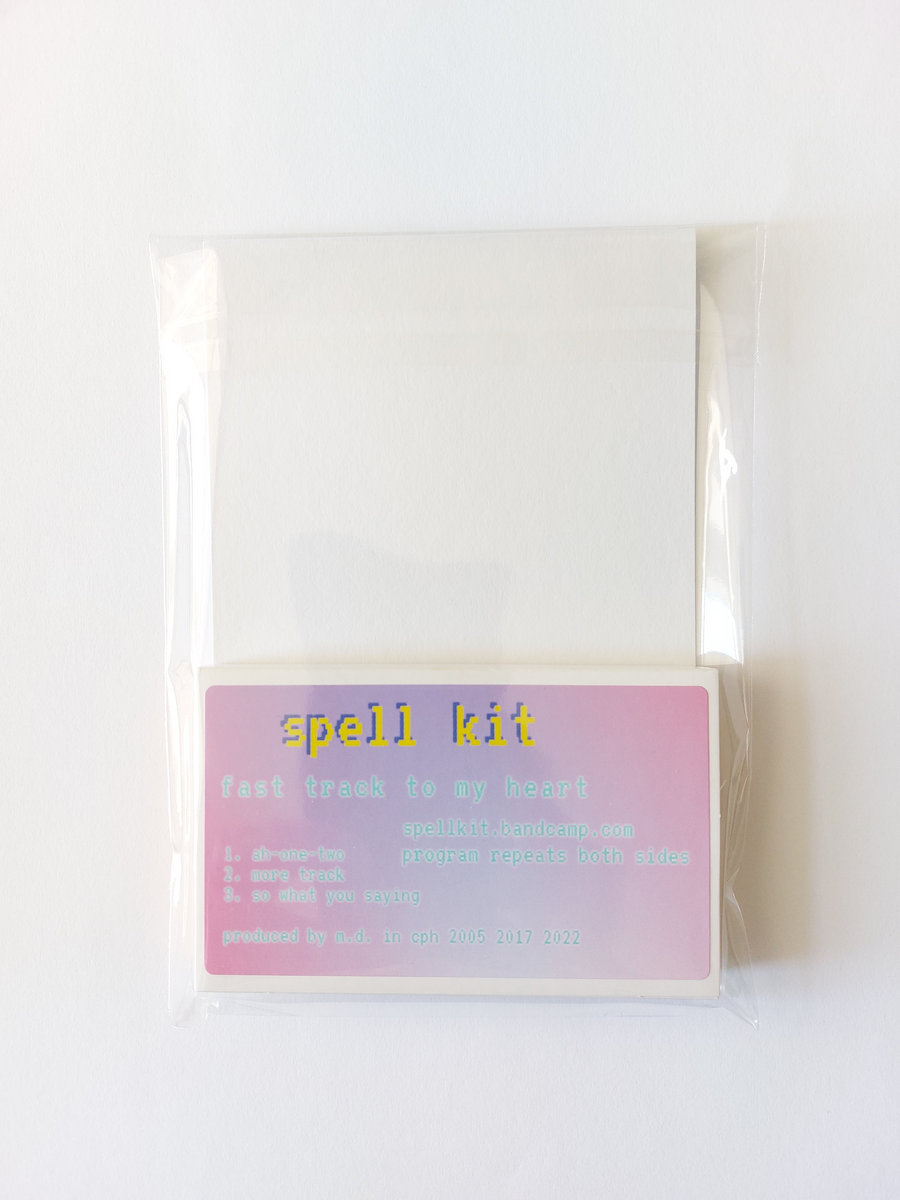 spell kit
fast track to my heart
spellkit.bandcamp.com
program repeats both sides
1. ah-one-two
2. more track
3. so what you saying
produced by m.d. in cph 2005 2017 2022